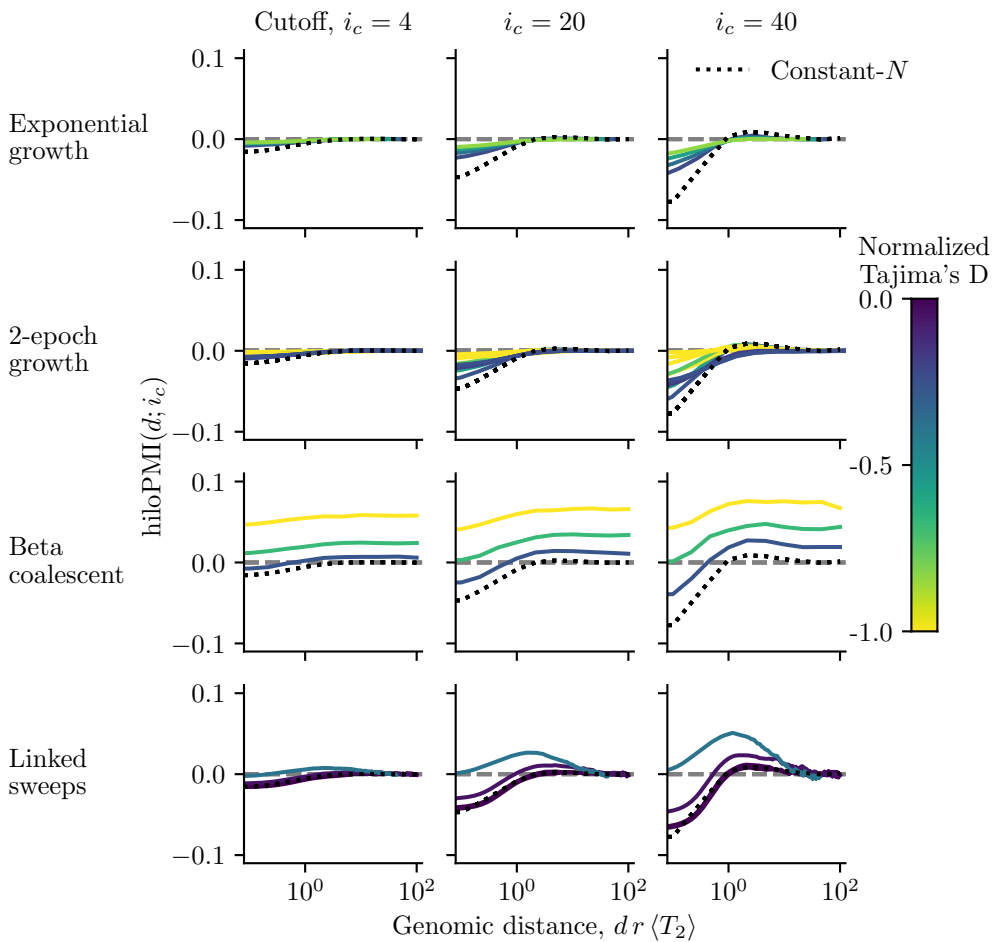 Cutoff, i_c = 4
i_c = 20
i_c = 40
Constant-N
Exponential
growth
0.1
0.0
−0.1
2-epoch
growth
0.1
0.0
−0.1
Normalized
Tajima's D
0.0
-0.5
-1.0
hiloPMI(d; i_c)
Beta
coalescent
0.1
0.0
−0.1
Linked
sweeps
0.1
0.0
−0.1
10^0
10^2
10^0
10^2
10^0
10^2
Genomic distance, d r ⟨T_2⟩